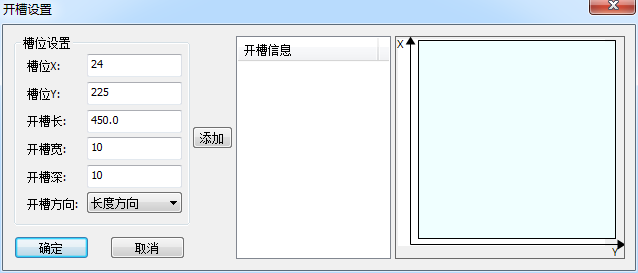 开槽设置
槽位设置
槽位X: 24
槽位Y: 225
开槽长: 450.0
开槽宽: 10
开槽深: 10
开槽方向: 长度方向
确定 取消
添加
开槽信息
X
Y